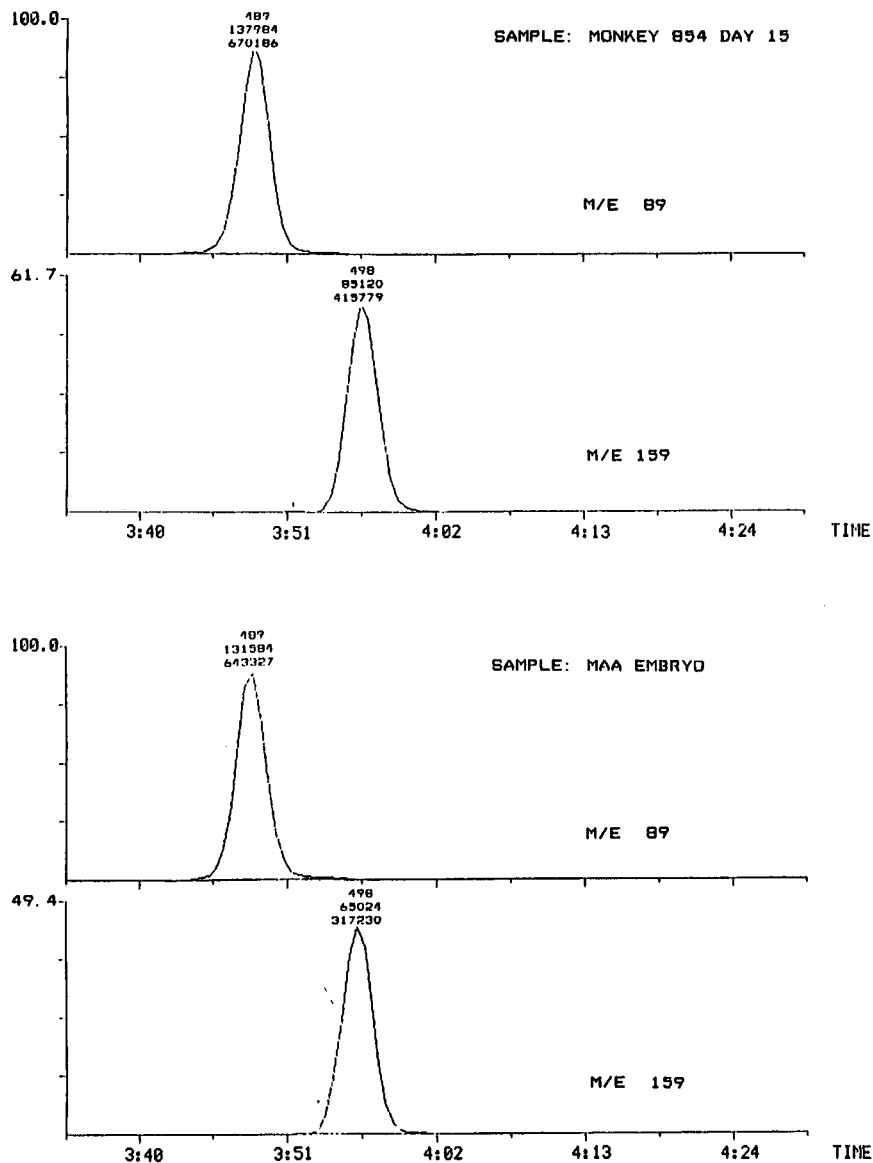 100.0
487
137984
670186
SAMPLE: MONKEY 854 DAY 15
M/E 89
61.7
498
85120
415779
M/E 159
3:40 3:51 4:02 4:13 4:24 TIME
100.0
487
131584
643327
SAMPLE: MAA EMBRYO
M/E 89
49.4
498
65024
317230
M/E 159
3:40 3:51 4:02 4:13 4:24 TIME